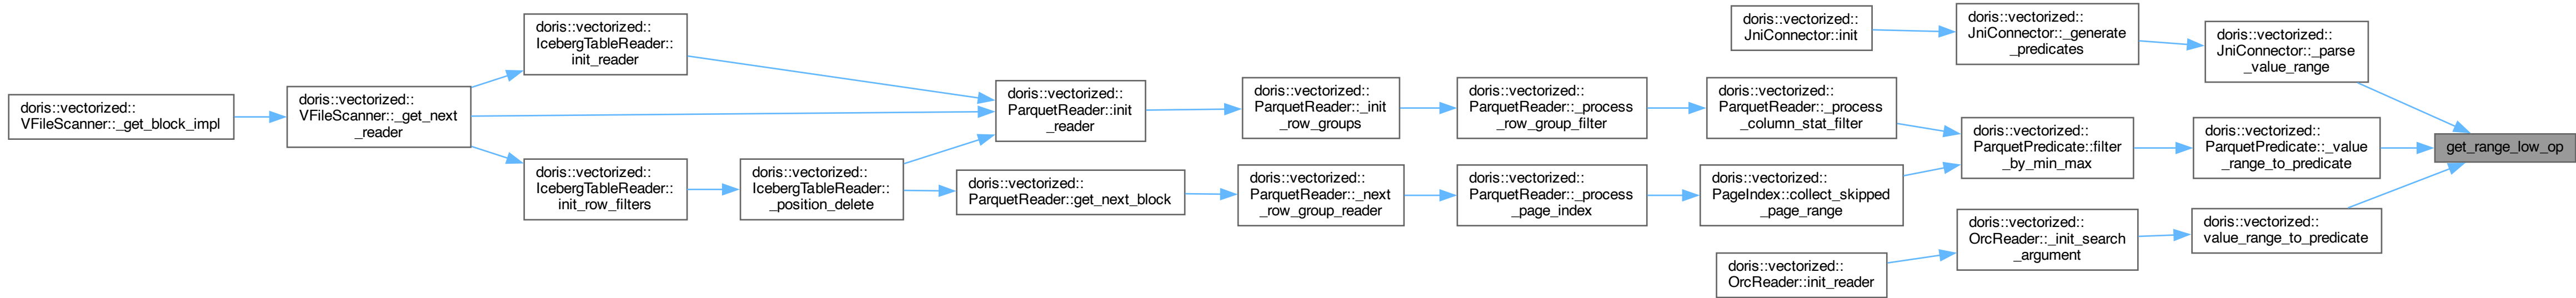 doris::vectorized::
VFileScanner::_get_block_impl
doris::vectorized::
VFileScanner::_get_next
_reader
doris::vectorized::
IcebergTableReader::
init_reader
doris::vectorized::
IcebergTableReader::
init_row_filters
doris::vectorized::
IcebergTableReader::
_position_delete
doris::vectorized::
ParquetReader::init
_reader
doris::vectorized::
ParquetReader::get_next_block
doris::vectorized::
ParquetReader::_init
_row_groups
doris::vectorized::
ParquetReader::_next
_row_group_reader
doris::vectorized::
ParquetReader::_process
_row_group_filter
doris::vectorized::
ParquetReader::_process
_page_index
doris::vectorized::
JniConnector::init
doris::vectorized::
ParquetReader::_process
_column_stat_filter
doris::vectorized::
PageIndex::collect_skipped
_page_range
doris::vectorized::
OrcReader::init_reader
doris::vectorized::
JniConnector::_generate
_predicates
doris::vectorized::
ParquetPredicate::filter
_by_min_max
doris::vectorized::
OrcReader::_init_search
_argument
doris::vectorized::
JniConnector::_parse
_value_range
doris::vectorized::
ParquetPredicate::_value
_range_to_predicate
doris::vectorized::
value_range_to_predicate
get_range_low_op